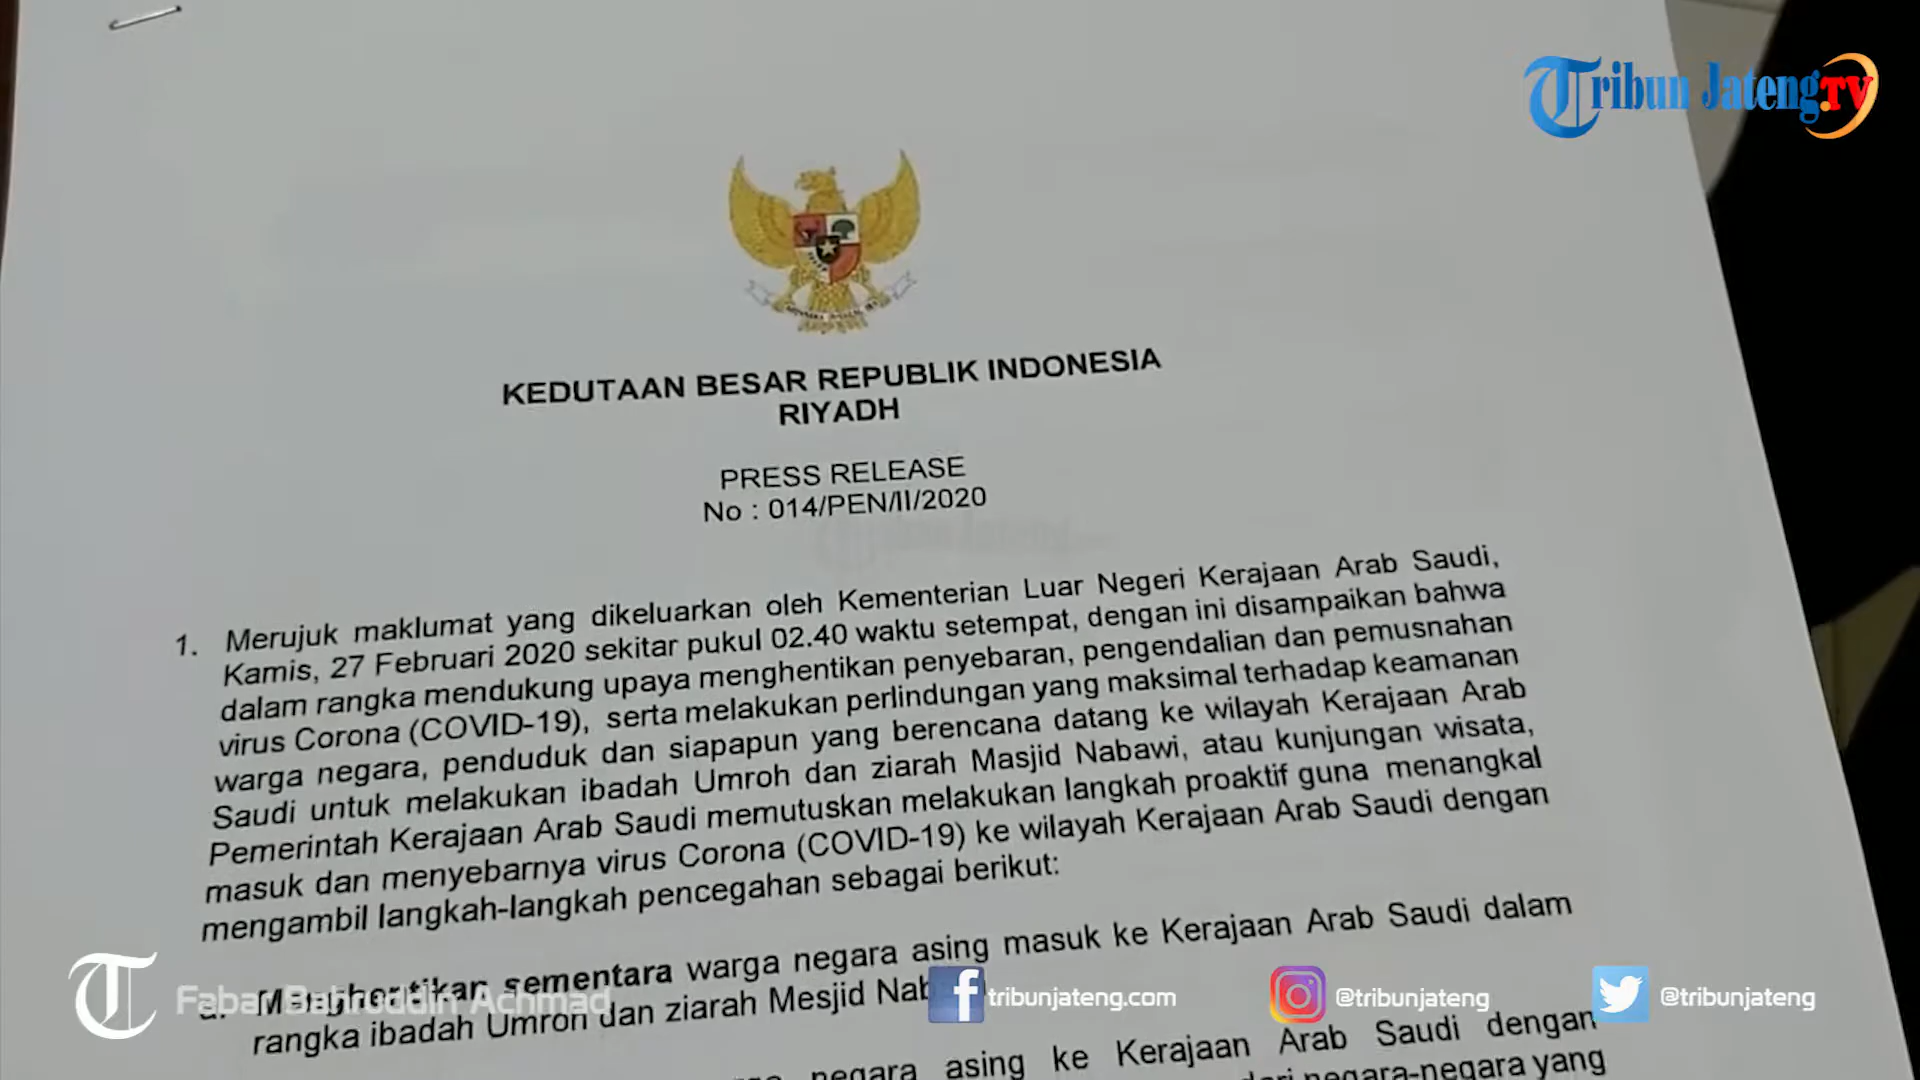 Tribun Jateng.TV
KEDUTAAN BESAR REPUBLIK INDONESIA
RIYADH
PRESS RELEASE
No : 014/PEN/II/2020
1. Merujuk maklumat yang dikeluarkan oleh Kementerian Luar Negeri Kerajaan Arab Saudi,
Kamis, 27 Februari 2020 sekitar pukul 02.40 waktu setempat, dengan ini disampaikan bahwa
dalam rangka mendukung upaya menghentikan penyebaran, pengendalian dan pemusnahan
virus Corona (COVID-19), serta melakukan perlindungan yang maksimal terhadap keamanan
warga negara, penduduk dan siapapun yang berencana datang ke wilayah Kerajaan Arab
Saudi untuk melakukan ibadah Umroh dan ziarah Masjid Nabawi, atau kunjungan wisata,
Pemerintah Kerajaan Arab Saudi memutuskan melakukan langkah proaktif guna menangkal
masuk dan menyebarnya virus Corona (COVID-19) ke wilayah Kerajaan Arab Saudi dengan
mengambil langkah-langkah pencegahan sebagai berikut:
a. Menghentikan sementara warga negara asing masuk ke Kerajaan Arab Saudi dalam
rangka ibadah Umroh dan ziarah Mesjid
negara asing ke Kerajaan Arab Saudi dengan
negara-negara yang
T Fabar Bahruddin Achmad
tribunjateng.com
@tribunjateng
@tribunjateng